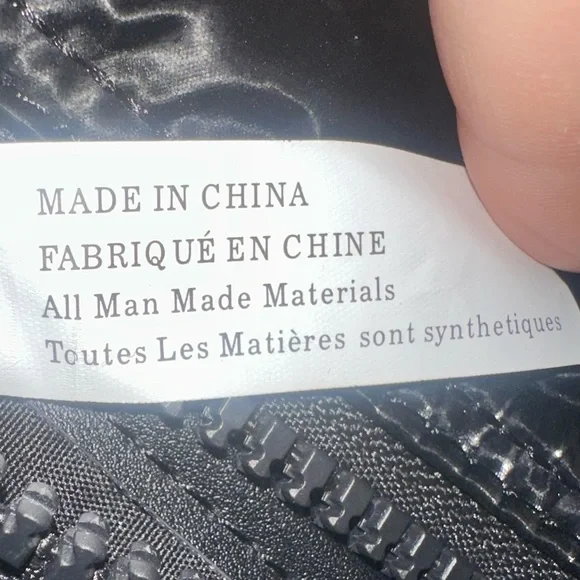 MADE IN CHINA
FABRIQUÉ EN CHINE
All Man Made Materials
Toutes Les Matières sont synthetiques